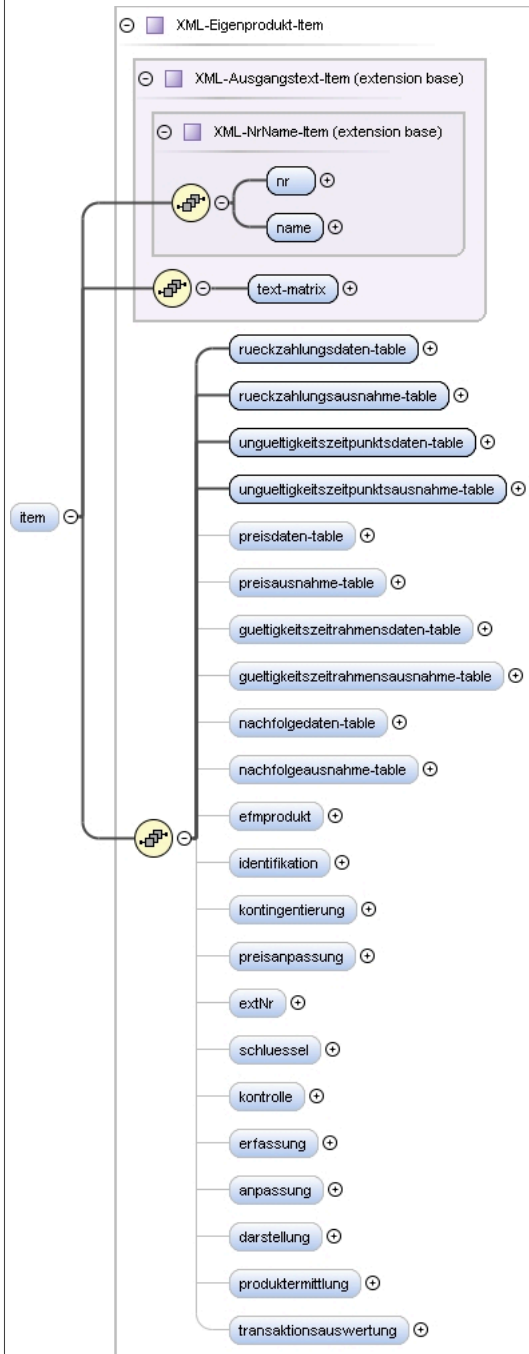 XML-Eigenprodukt-Item
XML-Ausgangstext-Item (extension base)
XML-NrName-Item (extension base)
nr
name
text-matrix
rueckzahlungsdaten-table
rueckzahlungsausnahme-table
ungueltigkeitszeitpunktsdaten-table
ungueltigkeitszeitpunktsausnahme-table
item
preisdaten-table
preisausnahme-table
gueltigkeitszeitrahmensdaten-table
gueltigkeitszeitrahmensausnahme-table
nachfolgedaten-table
nachfolgeausnahme-table
efmprodukt
identifikation
kontingentierung
preisanpassung
extNr
schluessel
kontrolle
erfassung
anpassung
darstellung
produktermittlung
transaktionsauswertung